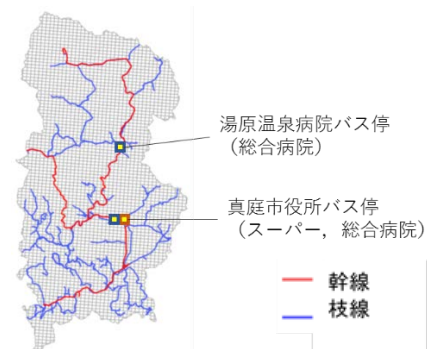 湯原温泉病院バス停
（総合病院）
真庭市役所バス停
（スーパー，総合病院）
幹線
枝線